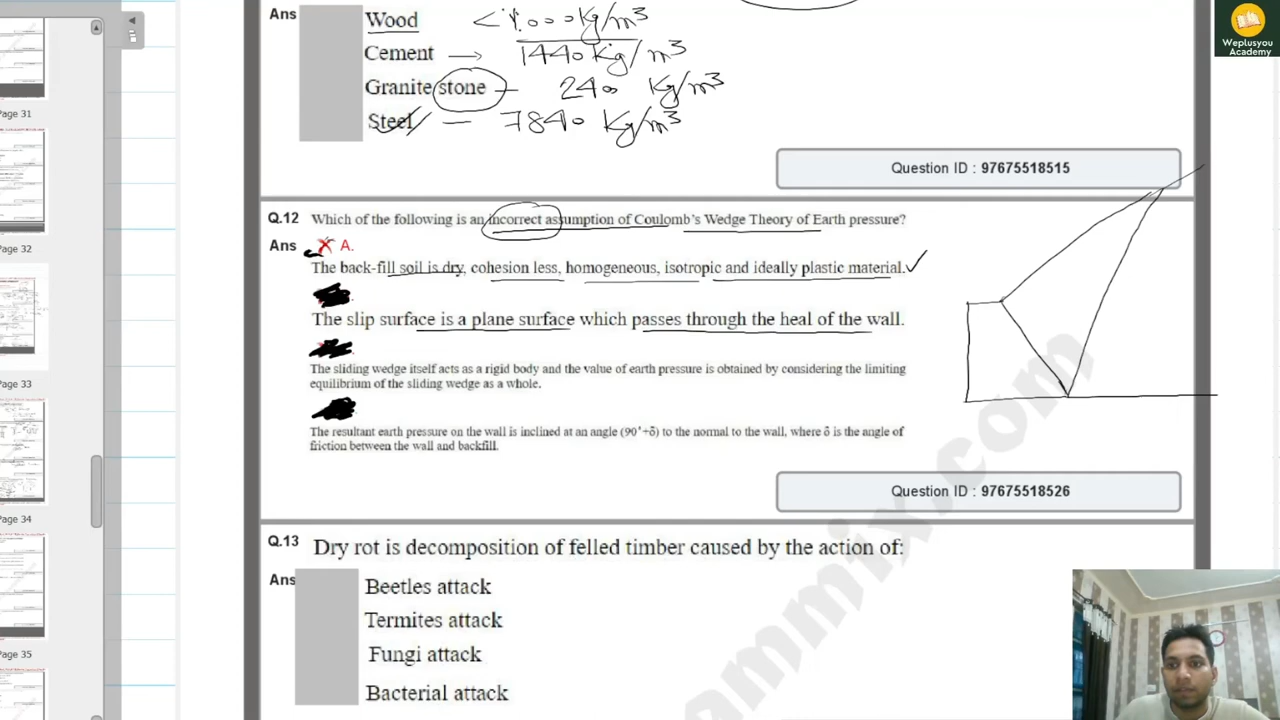 Ans
Wood <1000 Kg/m³
Cement → 1440 Kg/m³
Granite stone — 240 Kg/m³
Steel — 7840 Kg/m³
Weplusyou
Academy
Page 31
Question ID : 97675518515
Q.12 Which of the following is an incorrect assumption of Coulomb's Wedge Theory of Earth pressure?
Ans A.
The back-fill soil is dry, cohesion less, homogeneous, isotropic and ideally plastic material.
Page 32
The slip surface is a plane surface which passes through the heal of the wall.
The sliding wedge itself acts as a rigid body and the value of earth pressure is obtained by considering the limiting
equilibrium of the sliding wedge as a whole.
Page 33
The resultant earth pressure on the wall is inclined at an angle (90˚+δ) to the normal to the wall, where δ is the angle of
friction between the wall and backfill.
Question ID : 97675518526
Page 34
Q.13 Dry rot is decomposition of felled timber caused by the action of:
Ans
Beetles attack
Termites attack
Fungi attack
Bacterial attack
Page 35
ammix.com